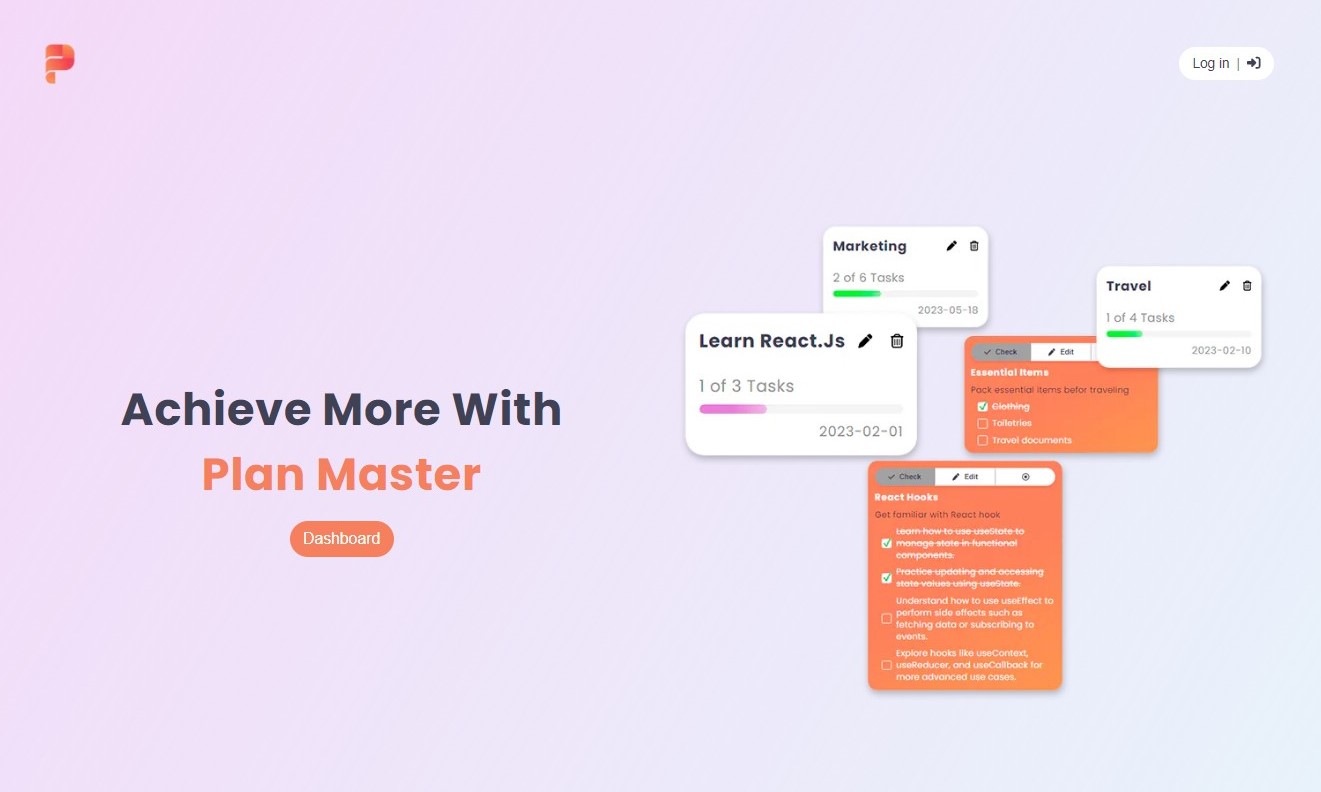 Log in |
Achieve More With
Plan Master
Dashboard
Marketing
2 of 6 Tasks
2023-05-18
Travel
1 of 4 Tasks
2023-02-10
Learn React.Js
1 of 3 Tasks
2023-02-01
Check Edit
Essential Items
Pack essential items befor traveling
Clothing
Toiletries
Travel documents
Check Edit
React Hooks
Get familiar with React hook
Learn how to use useState to
manage state in functional
components.
Practice updating and accessing
state values using useState.
Understand how to use useEffect to
perform side effects such as
fetching data or subscribing to
events.
Explore hooks like useContext,
useReducer, and useCallback for
more advanced use cases.